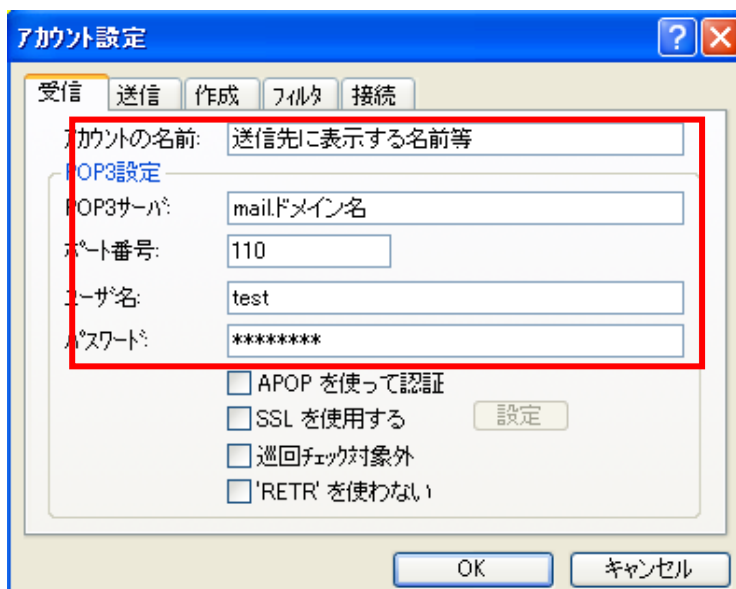 アカウント設定
受信 送信 作成 フィルタ 接続
アカウントの名前: 送信先に表示する名前等
POP3設定
POP3サーバ: mail.ドメイン名
ポート番号: 110
ユーザ名: test
パスワード: ********
APOP を使って認証
SSL を使用する 設定
巡回チェック対象外
'RETR' を使わない
OK キャンセル